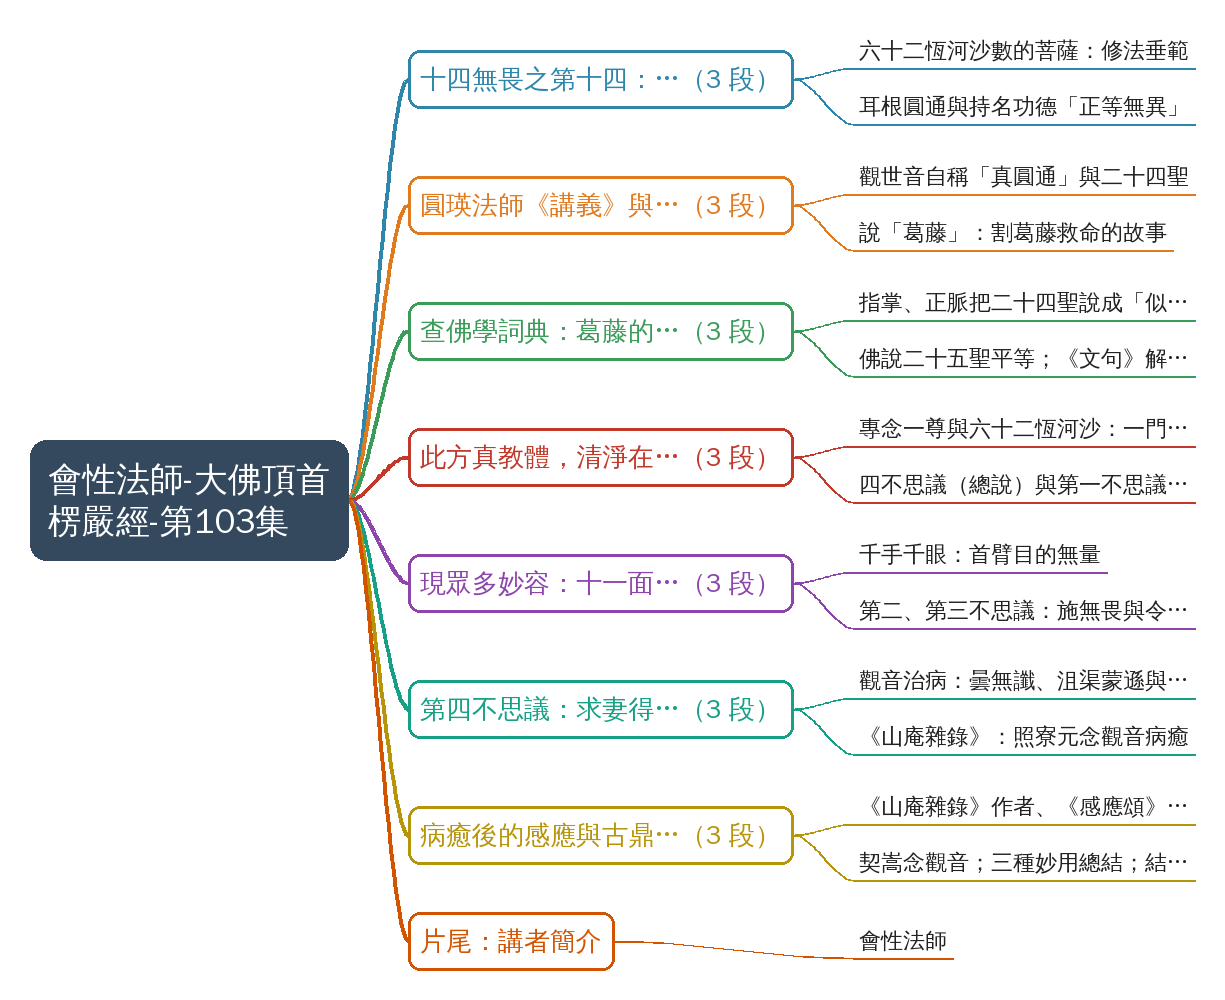 會性法師-大佛頂首
楞嚴經-第103集
十四無畏之第十四：⋯（3 段）
六十二恆河沙數的菩薩：修法垂範
耳根圓通與持名功德「正等無異」
圓瑛法師《講義》與⋯（3 段）
觀世音自稱「真圓通」與二十四聖
說「葛藤」：割葛藤救命的故事
查佛學詞典：葛藤的⋯（3 段）
指掌、正脈把二十四聖說成「似⋯
佛說二十五聖平等；《文句》解⋯
此方真教體，清淨在⋯（3 段）
專念一尊與六十二恆河沙：一門⋯
四不思議（總說）與第一不思議⋯
現眾多妙容：十一面⋯（3 段）
千手千眼：首臂目的無量
第二、第三不思議：施無畏與令⋯
第四不思議：求妻得⋯（3 段）
觀音治病：曇無讖、沮渠蒙遜與⋯
《山庵雜錄》：照寮元念觀音病癒
病癒後的感應與古鼎⋯（3 段）
《山庵雜錄》作者、《感應頌》⋯
契嵩念觀音；三種妙用總結；結⋯
片尾：講者簡介
會性法師